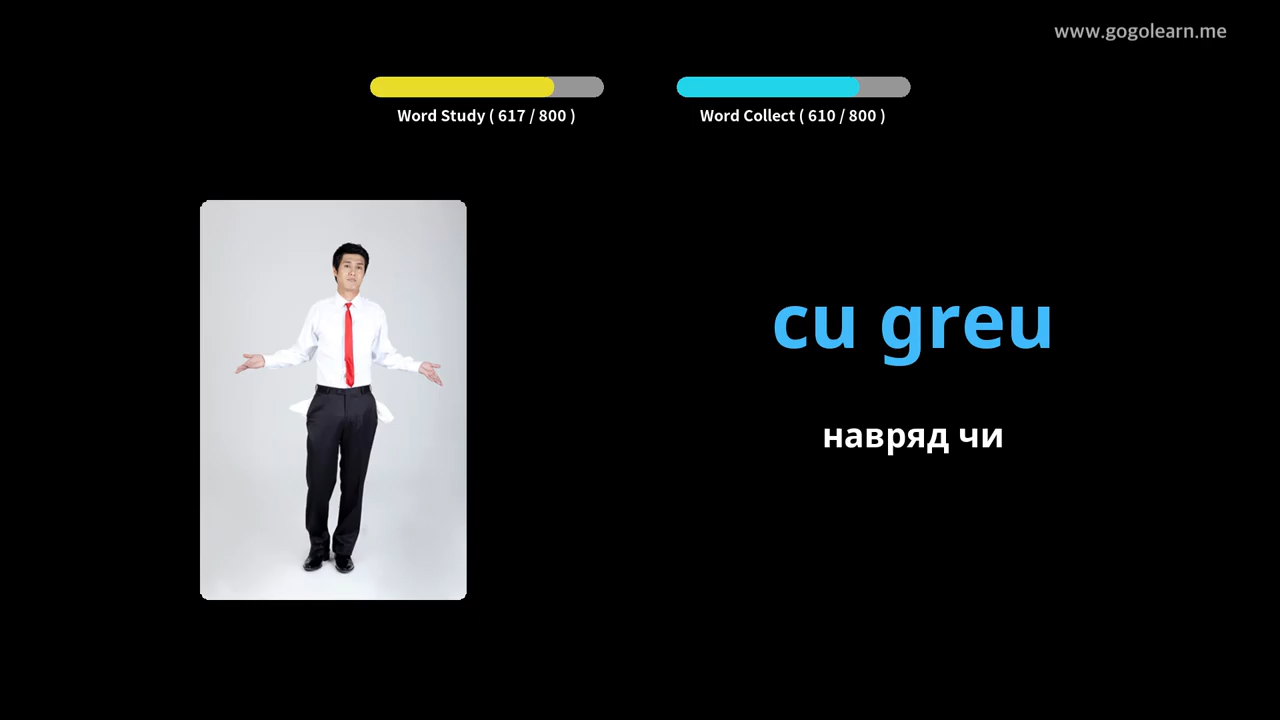 www.gogolearn.me
Word Study ( 617 / 800 )
Word Collect ( 610 / 800 )
cu greu
навряд чи